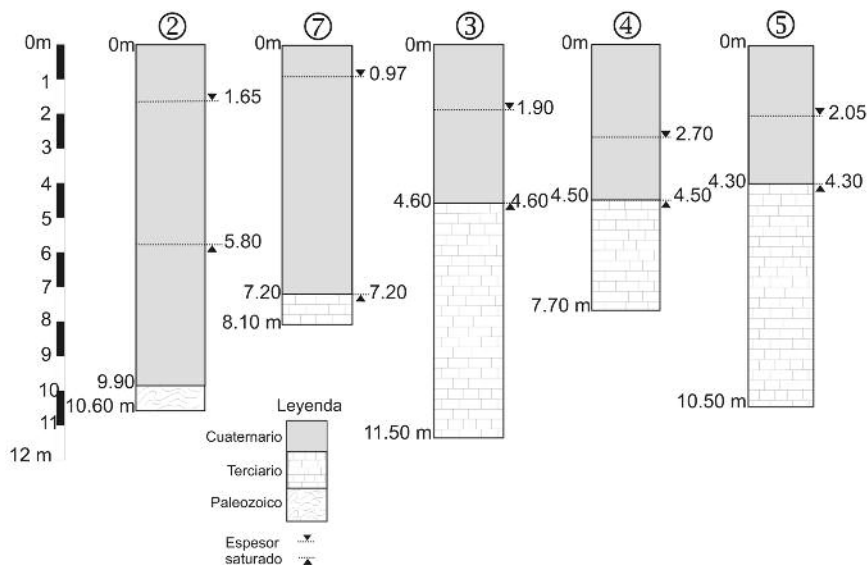 ② ⑦ ③ ④ ⑤
0m 0m 0m 0m 0m 0m
1 0.97
1.65 1.90 2.05
2
2.70
3
4 4.30 4.30
4.60 4.60 4.50 4.50
5
5.80
6
7 7.20 7.20
8 8.10 m 7.70 m
9
9.90
10
10.60 m 10.50 m
11 Leyenda
11.50 m
Cuaternario
12 m
Terciario
Paleozoico
Espesor
saturado